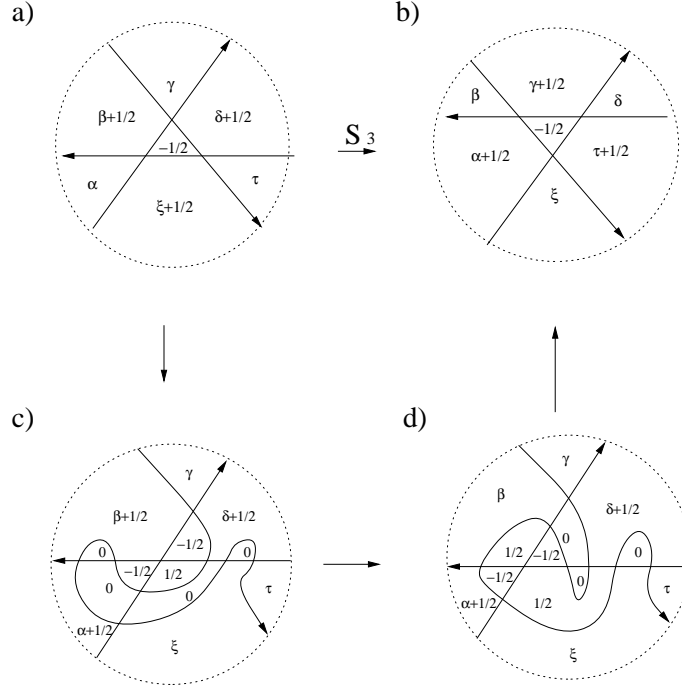 a)
b)
γ
β+1/2
δ+1/2
−1/2
α
τ
ξ+1/2
S 3
γ+1/2
β
δ
−1/2
α+1/2
τ+1/2
ξ
c)
d)
γ
β+1/2
δ+1/2
−1/2
0
0
−1/2
1/2
0
0
τ
α+1/2
ξ
γ
β
δ+1/2
0
1/2
−1/2
0
−1/2
0
τ
α+1/2
1/2
ξ